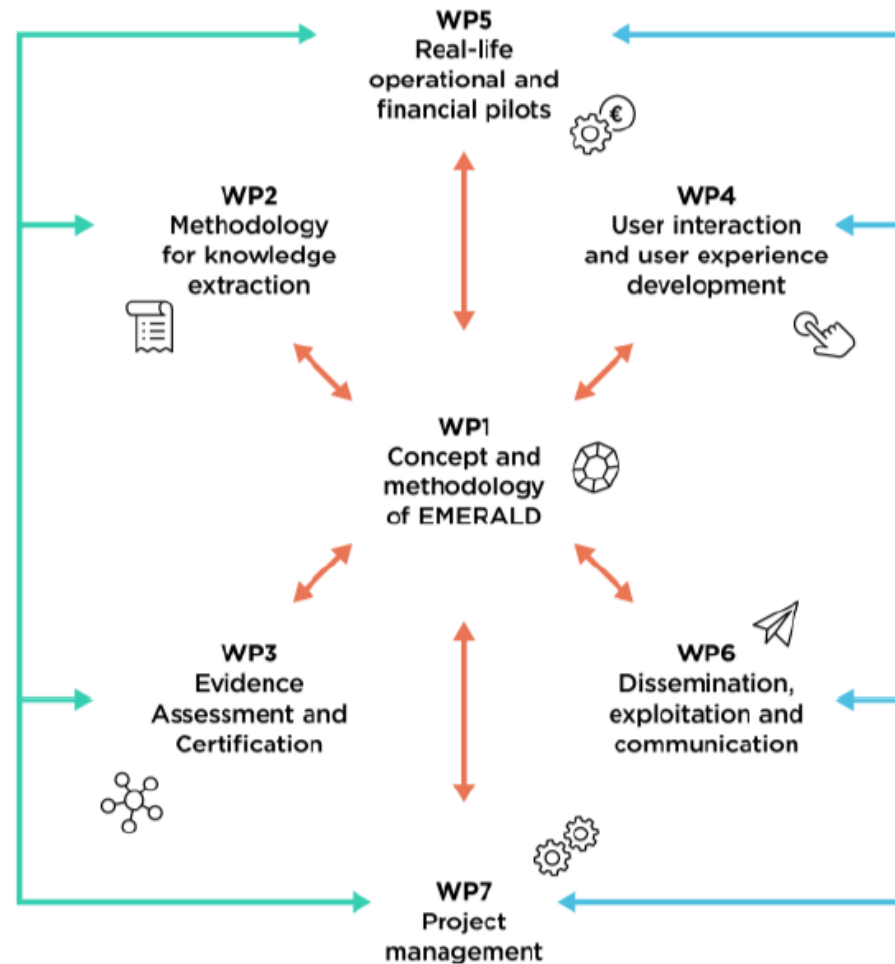 WP5
Real-life
operational and
financial pilots
€
WP2
Methodology
for knowledge
extraction
WP4
User interaction
and user experience
development
WP1
Concept and
methodology
of EMERALD
WP3
Evidence
Assessment and
Certification
WP6
Dissemination,
exploitation and
communication
WP7
Project
management